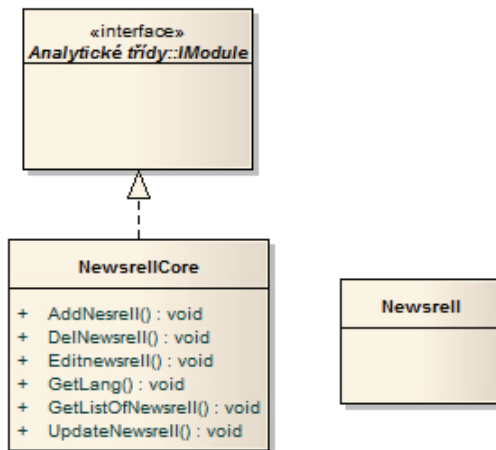 «interface»
Analytické třídy::IModule
NewsrellCore
+ AddNesrell() : void
+ DelNewsrell() : void
+ Editnewsrell() : void
+ GetLang() : void
+ GetListOfNewsrell() : void
+ UpdateNewsrell() : void
Newsrell